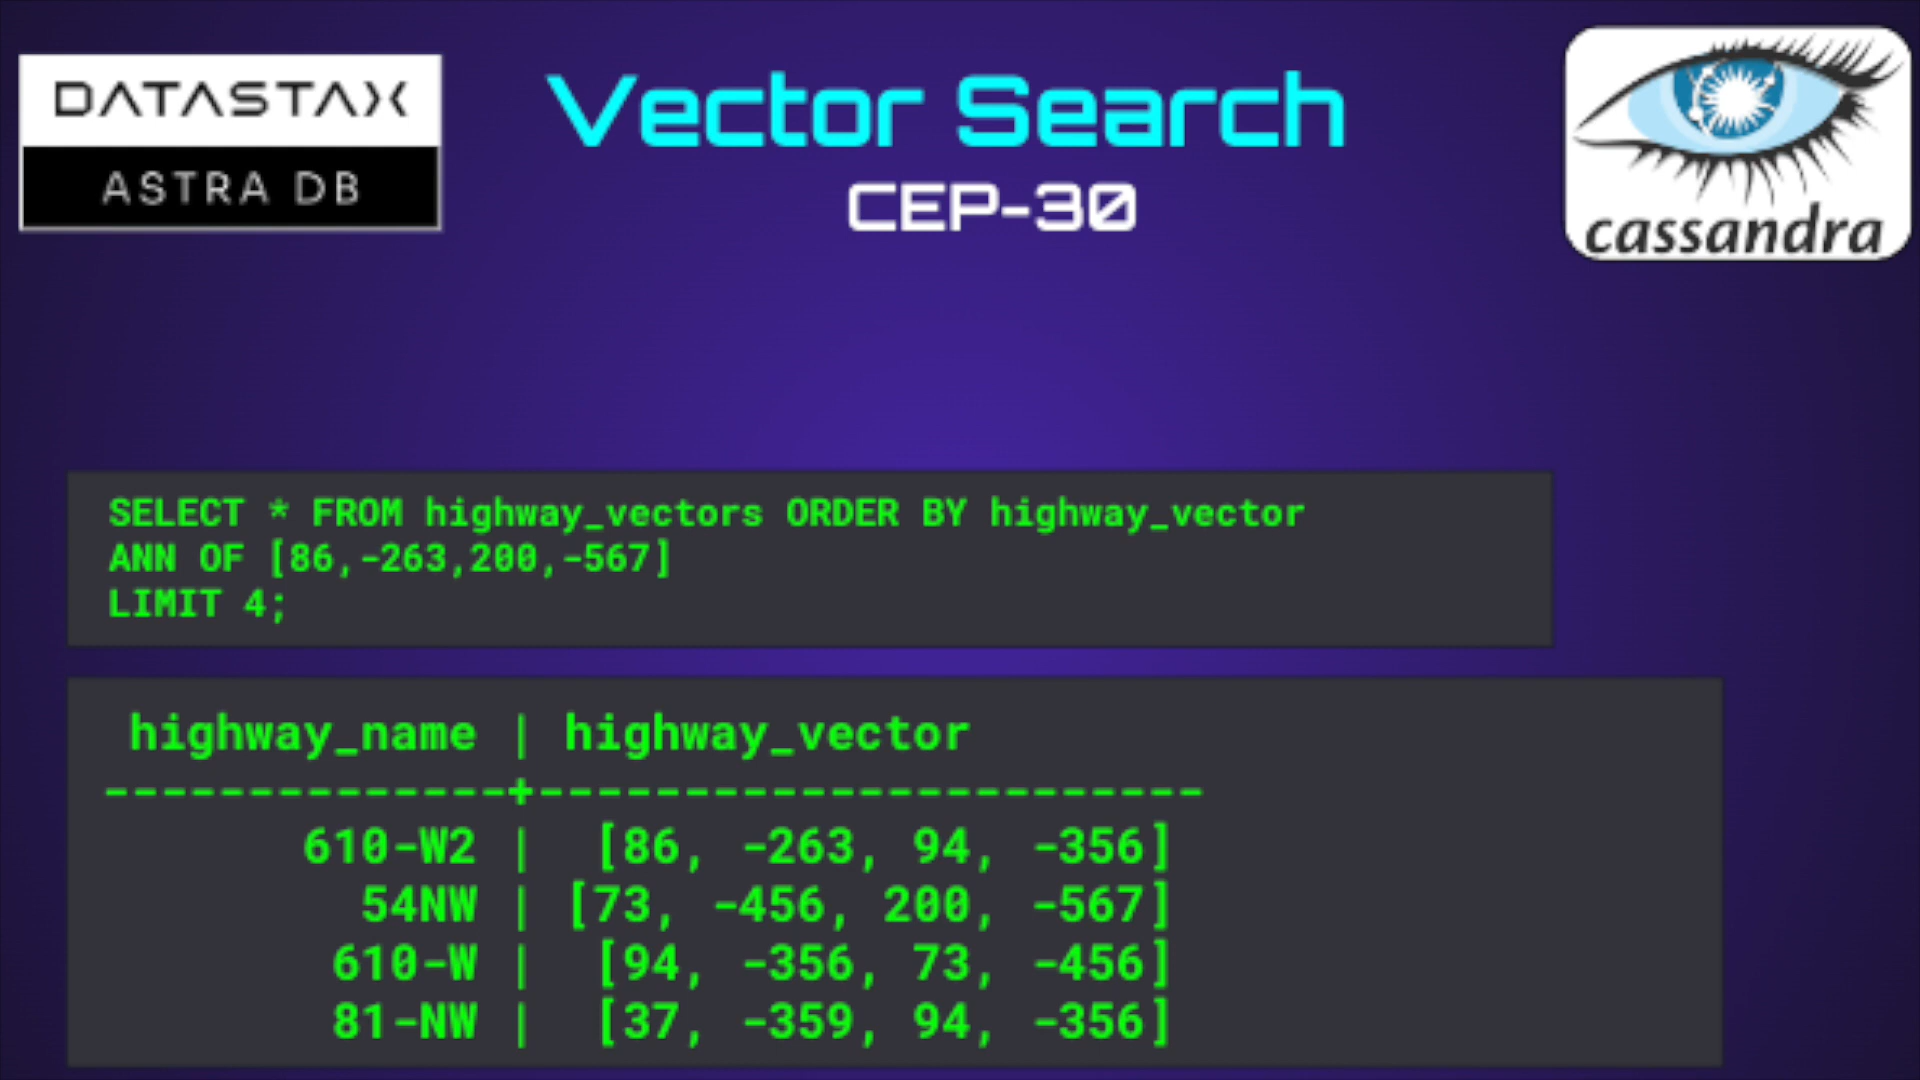 DATASTAX
ASTRA DB
Vector Search
CEP-30
cassandra
SELECT * FROM highway_vectors ORDER BY highway_vector
ANN OF [86,-263,200,-567]
LIMIT 4;
highway_name | highway_vector
--------------+-----------------------
610-W2 | [86, -263, 94, -356]
54NW | [73, -456, 200, -567]
610-W | [94, -356, 73, -456]
81-NW | [37, -359, 94, -356]